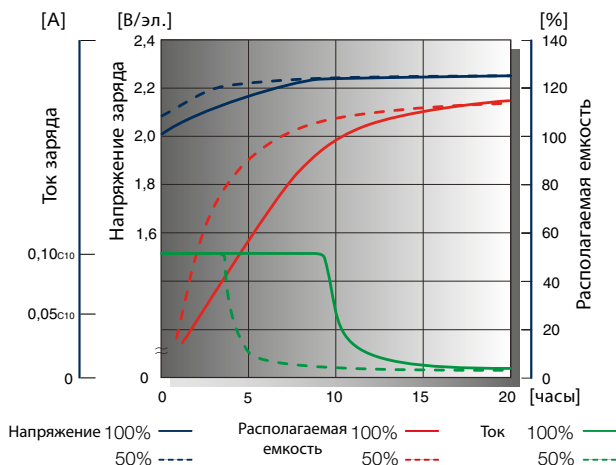 [А] [В/эл.] [%]
Ток заряда
Напряжение заряда
Располагаемая емкость
0,10C10
0,05C10
0
2,4
2,2
2,0
1,8
1,6
0
140
120
100
80
60
40
20
0
0 5 10 15 20 [часы]
Напряжение 100% Располагаемая 100% Ток 100%
емкость
50% 50% 50%